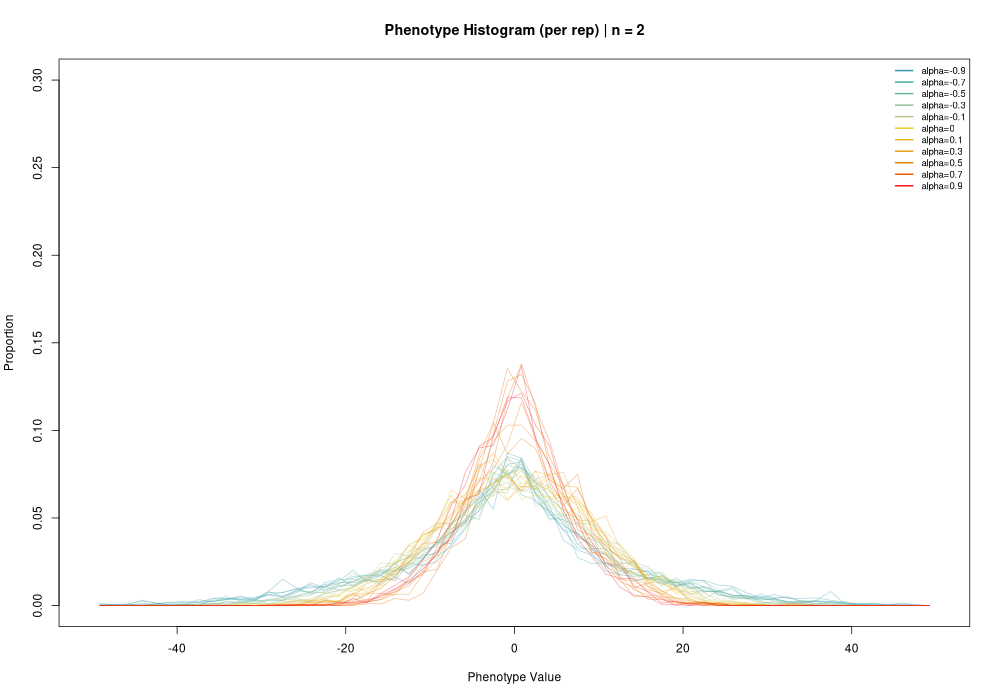 Phenotype Histogram (per rep) | n = 2
alpha=-0.9
alpha=-0.7
alpha=-0.5
alpha=-0.3
alpha=-0.1
alpha=0
alpha=0.1
alpha=0.3
alpha=0.5
alpha=0.7
alpha=0.9
Proportion
0.30
0.25
0.20
0.15
0.10
0.05
0.00
-40
-20
0
20
40
Phenotype Value